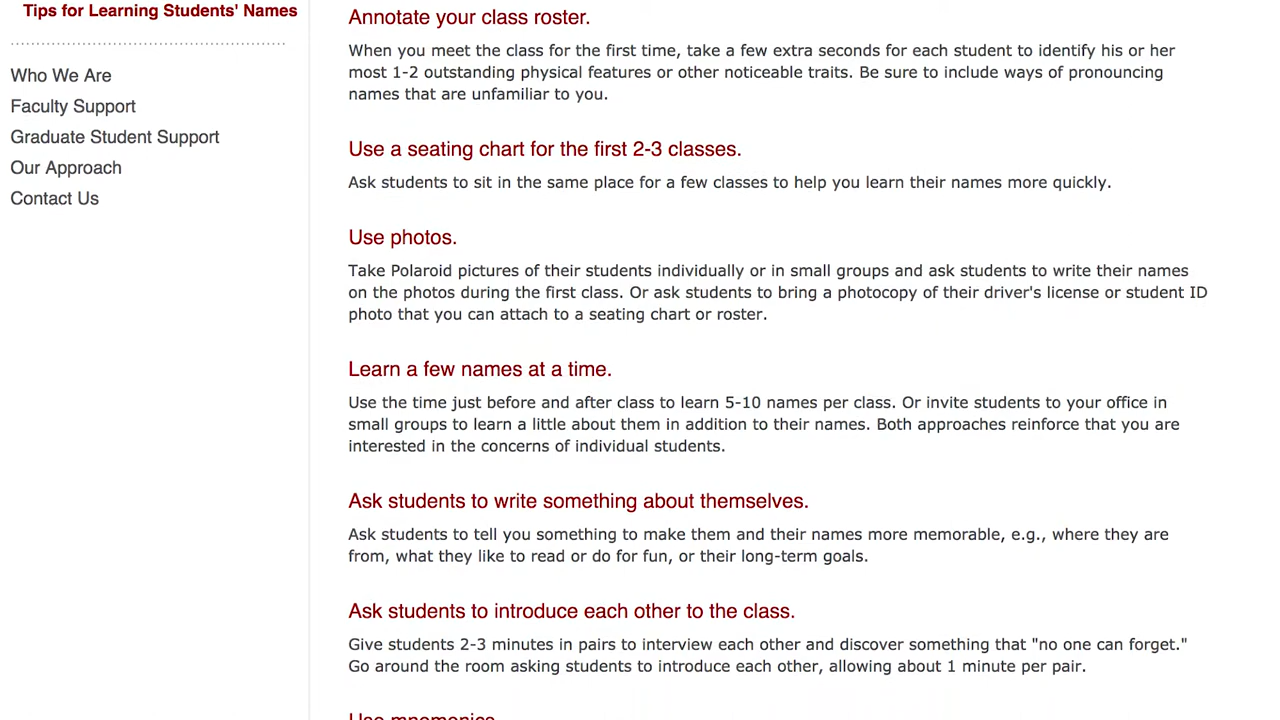 Tips for Learning Students' Names
Who We Are
Faculty Support
Graduate Student Support
Our Approach
Contact Us
Annotate your class roster.
When you meet the class for the first time, take a few extra seconds for each student to identify his or her
most 1-2 outstanding physical features or other noticeable traits. Be sure to include ways of pronouncing
names that are unfamiliar to you.
Use a seating chart for the first 2-3 classes.
Ask students to sit in the same place for a few classes to help you learn their names more quickly.
Use photos.
Take Polaroid pictures of their students individually or in small groups and ask students to write their names
on the photos during the first class. Or ask students to bring a photocopy of their driver's license or student ID
photo that you can attach to a seating chart or roster.
Learn a few names at a time.
Use the time just before and after class to learn 5-10 names per class. Or invite students to your office in
small groups to learn a little about them in addition to their names. Both approaches reinforce that you are
interested in the concerns of individual students.
Ask students to write something about themselves.
Ask students to tell you something to make them and their names more memorable, e.g., where they are
from, what they like to read or do for fun, or their long-term goals.
Ask students to introduce each other to the class.
Give students 2-3 minutes in pairs to interview each other and discover something that "no one can forget."
Go around the room asking students to introduce each other, allowing about 1 minute per pair.
Use mnemonics.